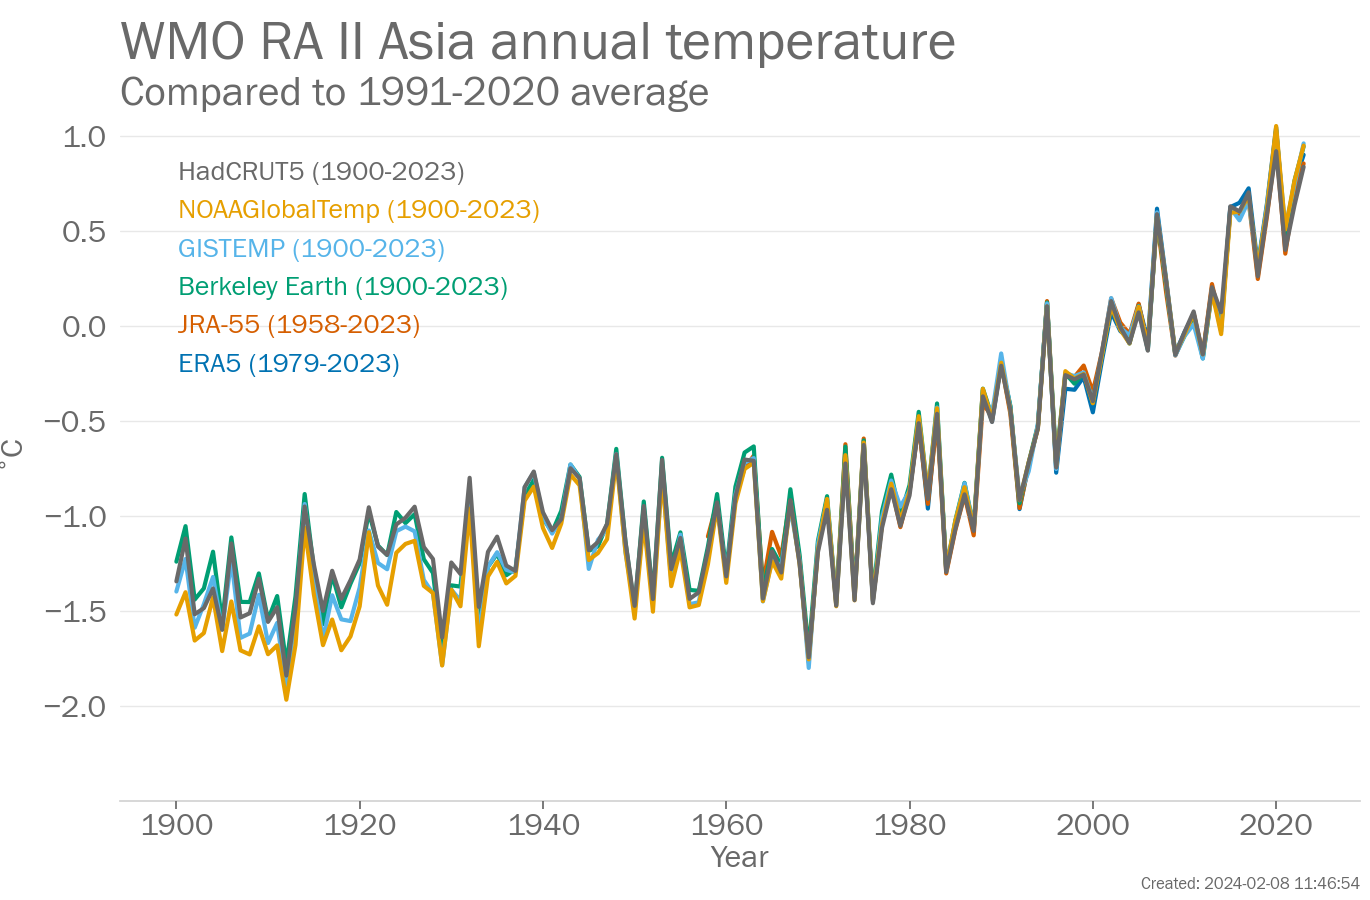 WMO RA II Asia annual temperature
Compared to 1991-2020 average
1.0
HadCRUT5 (1900-2023)
NOAAGlobalTemp (1900-2023)
0.5
GISTEMP (1900-2023)
Berkeley Earth (1900-2023)
0.0
JRA-55 (1958-2023)
ERA5 (1979-2023)
−0.5
°C
−1.0
−1.5
−2.0
1900 1920 1940 1960 1980 2000 2020
Year
Created: 2024-02-08 11:46:54